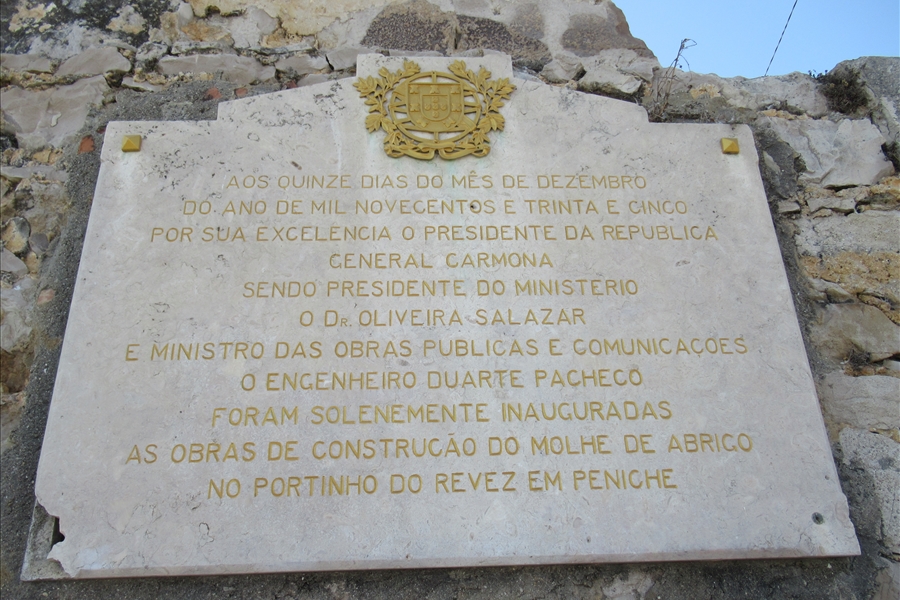 AOS QUINZE DIAS DO MÊS DE DEZEMBRO
DO ANO DE MIL NOVECENTOS E TRINTA E CINCO
POR SUA EXCELENCIA O PRESIDENTE DA REPUBLICA
GENERAL CARMONA
SENDO PRESIDENTE DO MINISTERIO
O DR. OLIVEIRA SALAZAR
E MINISTRO DAS OBRAS PUBLICAS E COMUNICAÇOES
O ENGENHEIRO DUARTE PACHECO
FORAM SOLENEMENTE INAUGURADAS
AS OBRAS DE CONSTRUÇÃO DO MOLHE DE ABRIGO
NO PORTINHO DO REVEZ EM PENICHE